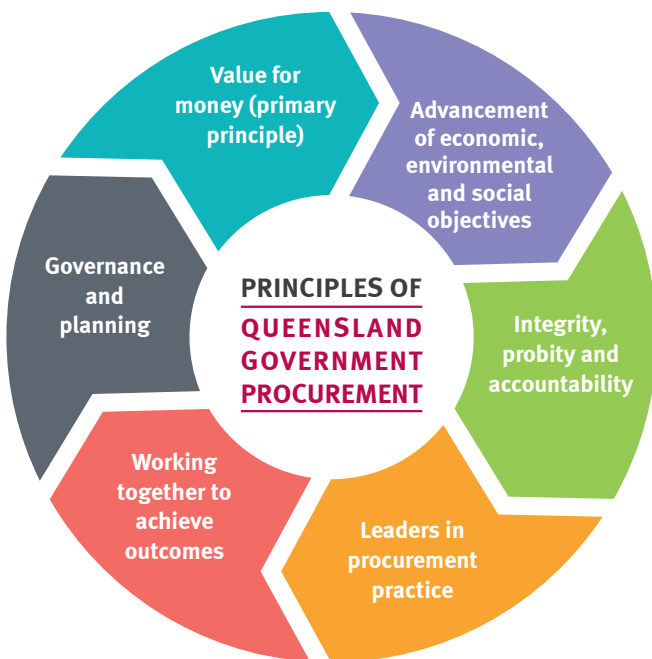 Value for
money (primary
principle)
Advancement
of economic,
environmental
and social
objectives
Integrity,
probity and
accountability
Leaders in
procurement
practice
Working
together to
achieve
outcomes
Governance
and
planning
PRINCIPLES OF
QUEENSLAND
GOVERNMENT
PROCUREMENT